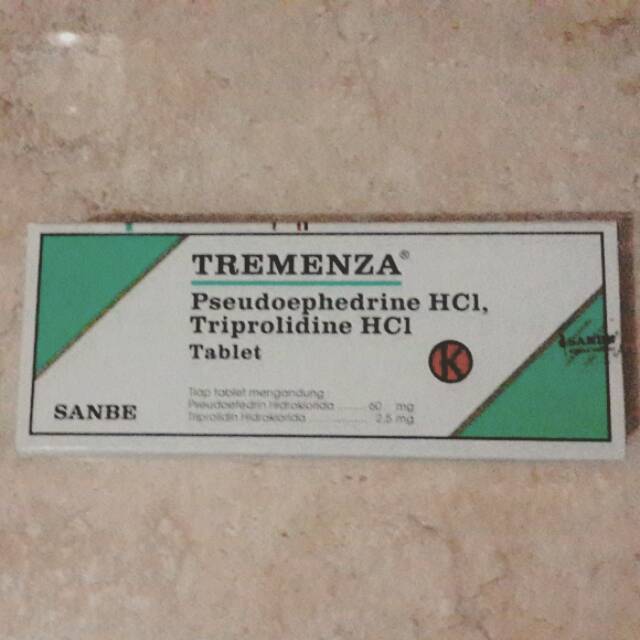 TREMENZA®
Pseudoephedrine HCl,
Triprolidine HCl
Tablet
K
SANBE
Tiap tablet mengandung
Pseudoefedrin Hidroklorida .......... 60 mg
Triprolidin Hidroklorida .................. 2,5 mg
SANBE